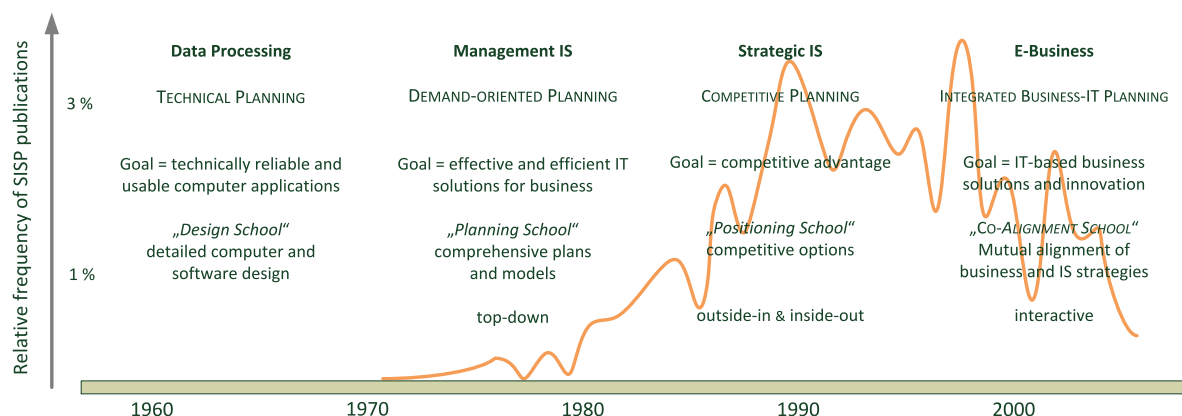 Relative frequency of SISP publications
3 %
1 %
Data Processing
TECHNICAL PLANNING
Goal = technically reliable and
usable computer applications
„Design School“
detailed computer and
software design
Management IS
DEMAND-ORIENTED PLANNING
Goal = effective and efficient IT
solutions for business
„Planning School“
comprehensive plans
and models
top-down
Strategic IS
COMPETITIVE PLANNING
Goal = competitive advantage
„Positioning School“
competitive options
outside-in & inside-out
E-Business
INTEGRATED BUSINESS-IT PLANNING
Goal = IT-based business
solutions and innovation
„CO-ALIGNMENT SCHOOL“
Mutual alignment of
business and IS strategies
interactive
1960
1970
1980
1990
2000